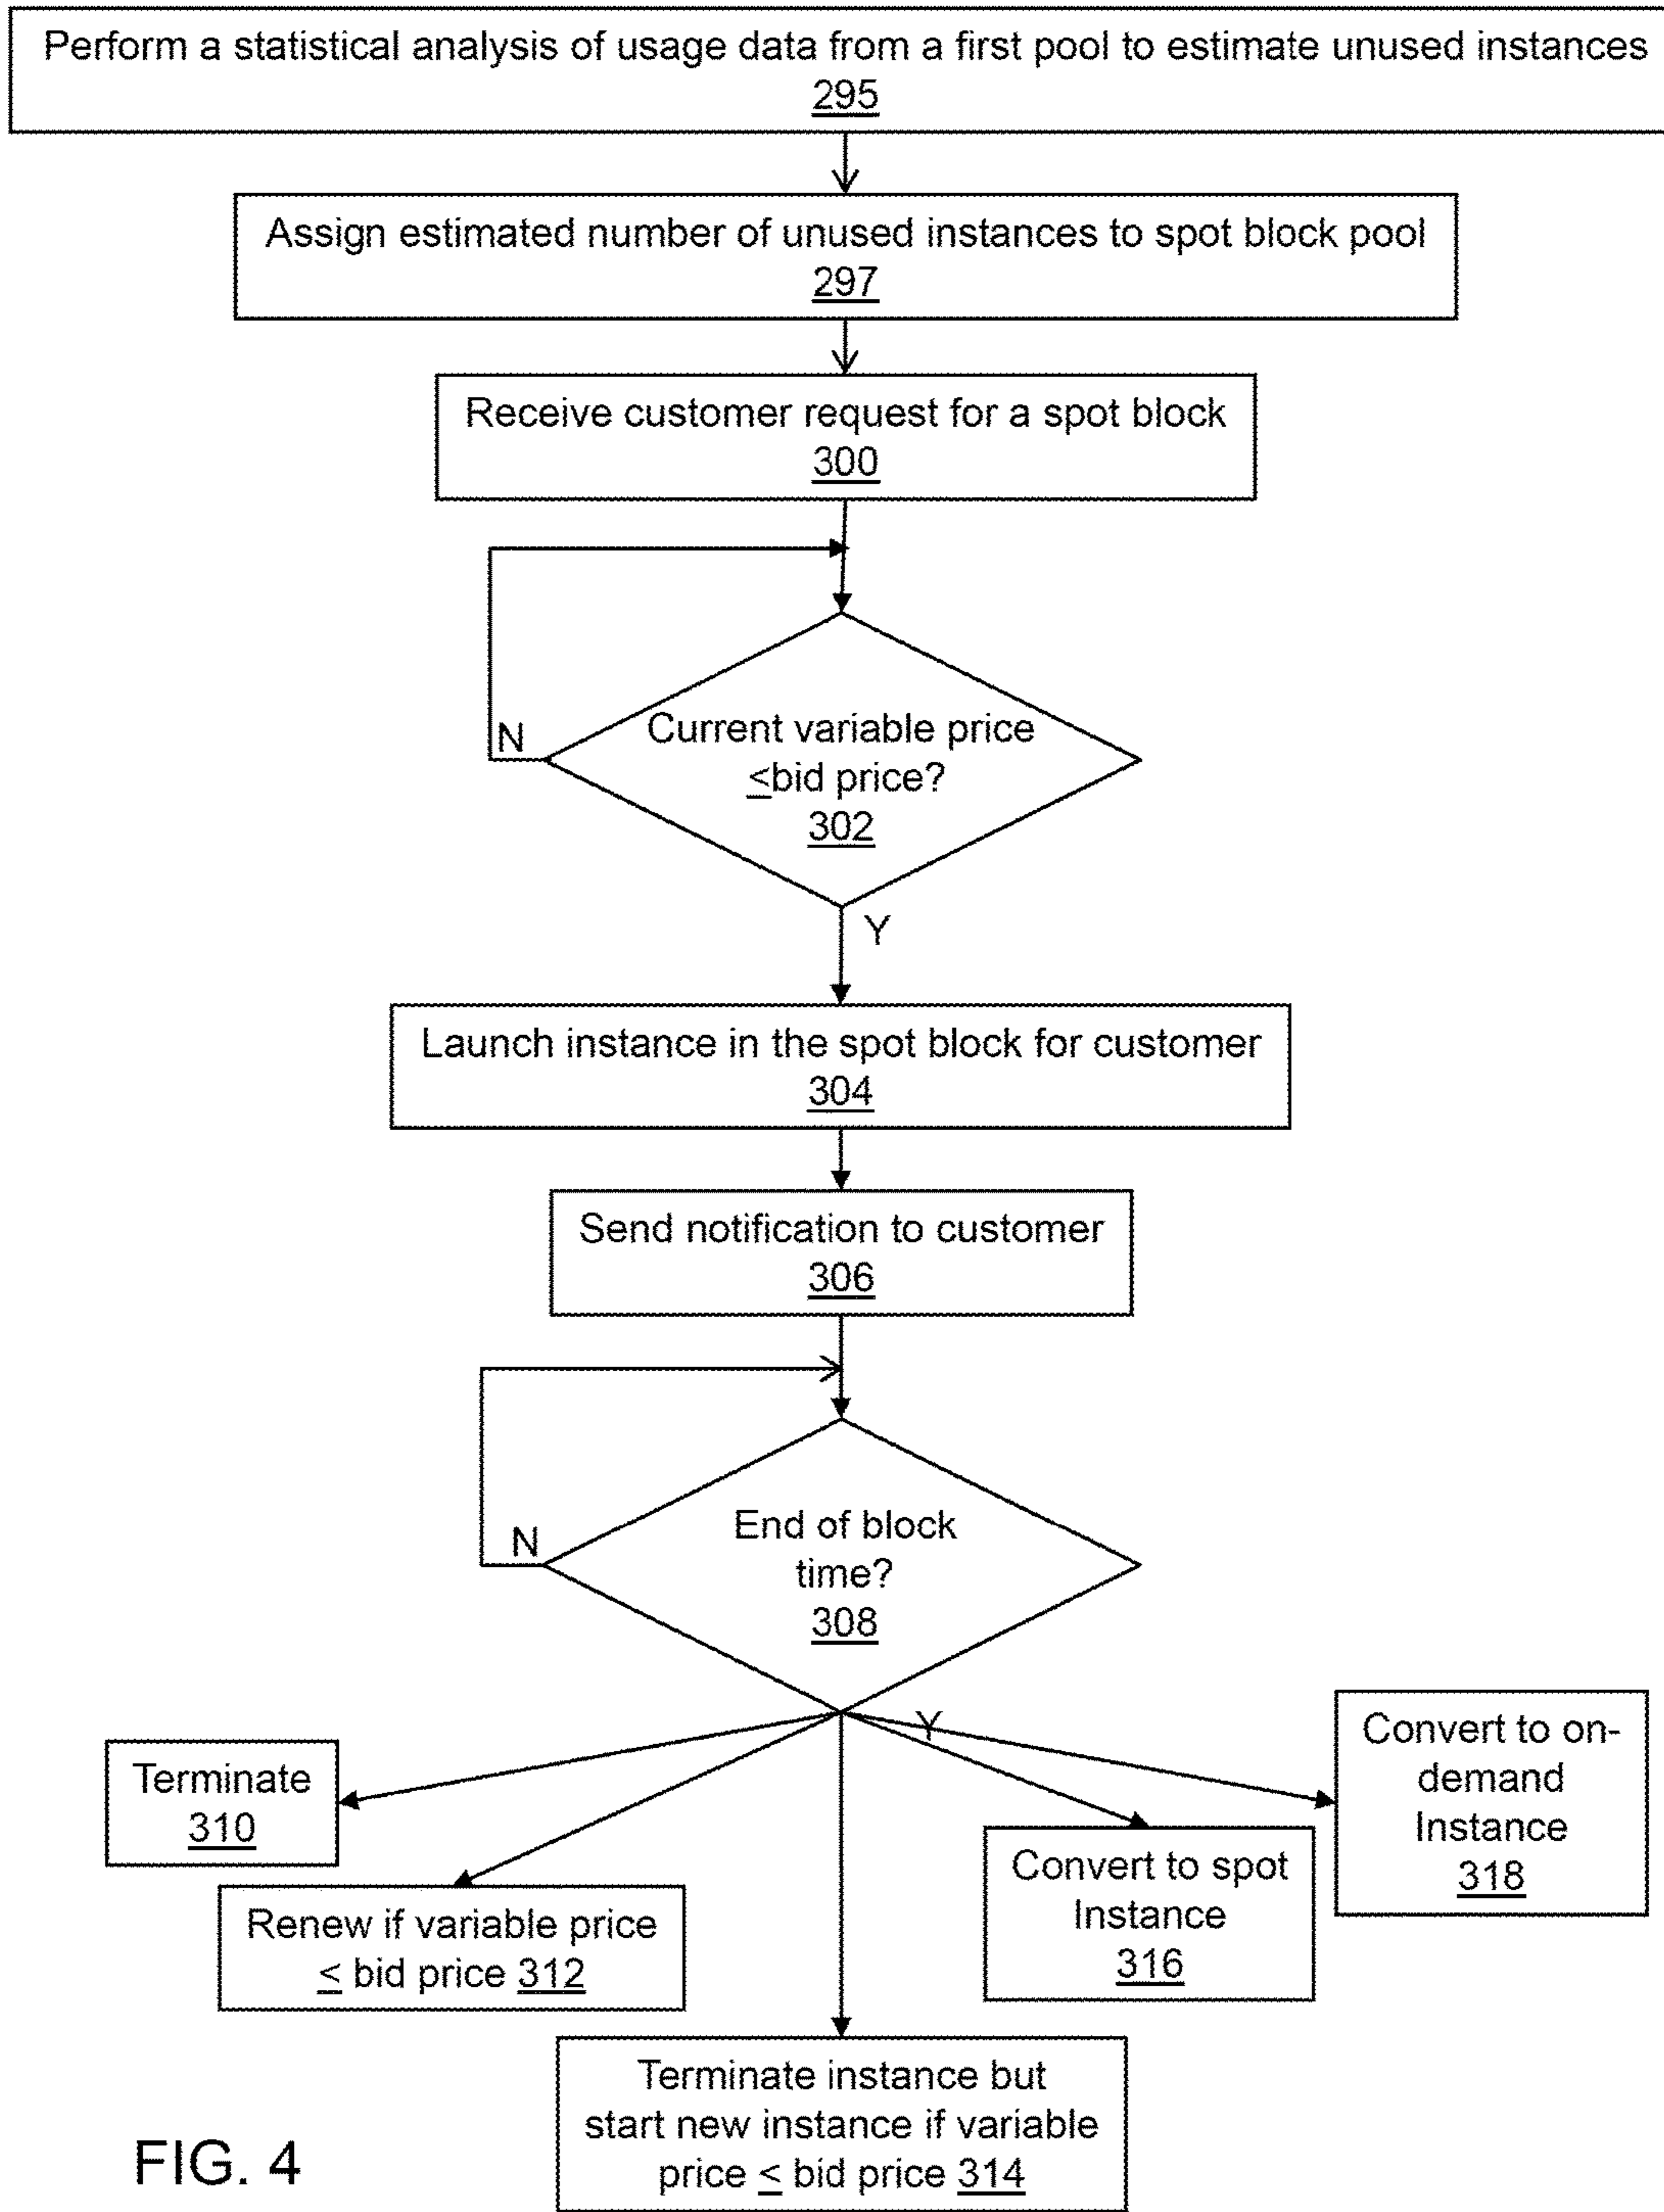 Perform a statistical analysis of usage data from a first pool to estimate unused instances
295
Assign estimated number of unused instances to spot block pool
297
Receive customer request for a spot block
300
N
Current variable price
≤bid price?
302
Y
Launch instance in the spot block for customer
304
Send notification to customer
306
N
End of block
time?
308
Y
Terminate
310
Renew if variable price
≤ bid price 312
Terminate instance but
start new instance if variable
price ≤ bid price 314
Convert to spot
Instance
316
Convert to on-
demand
Instance
318
FIG. 4